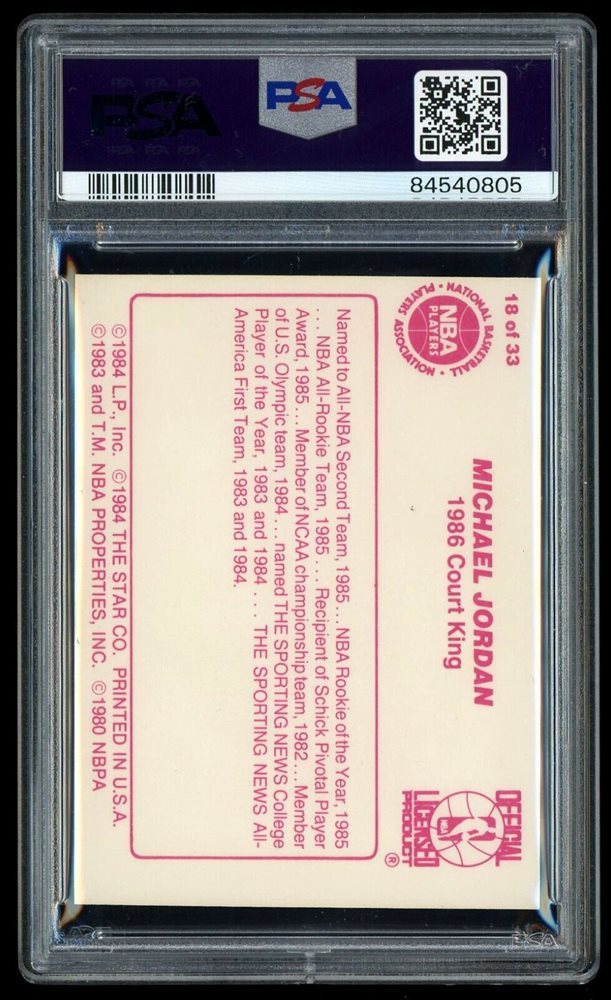 PSA
PSA
84540805
18 of 33
NATIONAL BASKETBALL
PLAYERS ASSOCIATION
NBA
PLAYERS
MICHAEL JORDAN
1986 Court King
OFFICIAL
LICENSED
PRODUCT
NBA
®
Named to All-NBA Second Team, 1985 ... NBA Rookie of the Year, 1985
... NBA All-Rookie Team, 1985 ... Recipient of Schick Pivotal Player
Award, 1985 ... Member of NCAA championship team, 1982 ... Member
of U.S. Olympic team, 1984 ... named THE SPORTING NEWS College
Player of the Year, 1983 and 1984 ... THE SPORTING NEWS All-
America First Team, 1983 and 1984.
©1984 L.P., Inc. ©1984 THE STAR CO. PRINTED IN U.S.A.
©1983 and T.M. NBA PROPERTIES, INC. ©1980 NBPA
PSA